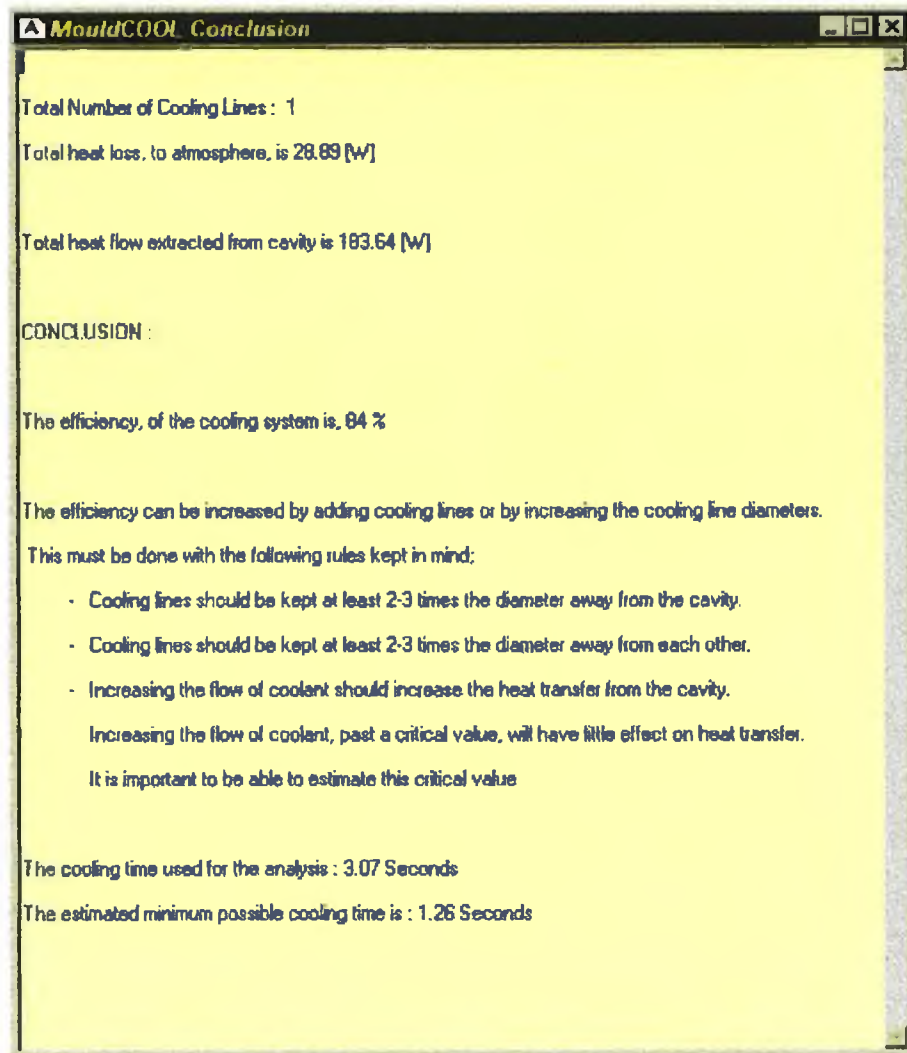 MouldCOOL Conclusion
Total Number of Cooling Lines : 1
Total heat loss, to atmosphere, is 28.89 [W]
Total heat flow extracted from cavity is 183.64 [W]
CONCLUSION :
The efficiency, of the cooling system is, 84 %
The efficiency can be increased by adding cooling lines or by increasing the cooling line diameters.
This must be done with the following rules kept in mind;
- Cooling lines should be kept at least 2-3 times the diameter away from the cavity.
- Cooling lines should be kept at least 2-3 times the diameter away from each other.
- Increasing the flow of coolant should increase the heat transfer from the cavity.
Increasing the flow of coolant, past a critical value, will have little effect on heat transfer.
It is important to be able to estimate this critical value
The cooling time used for the analysis : 3.07 Seconds
The estimated minimum possible cooling time is : 1.26 Seconds